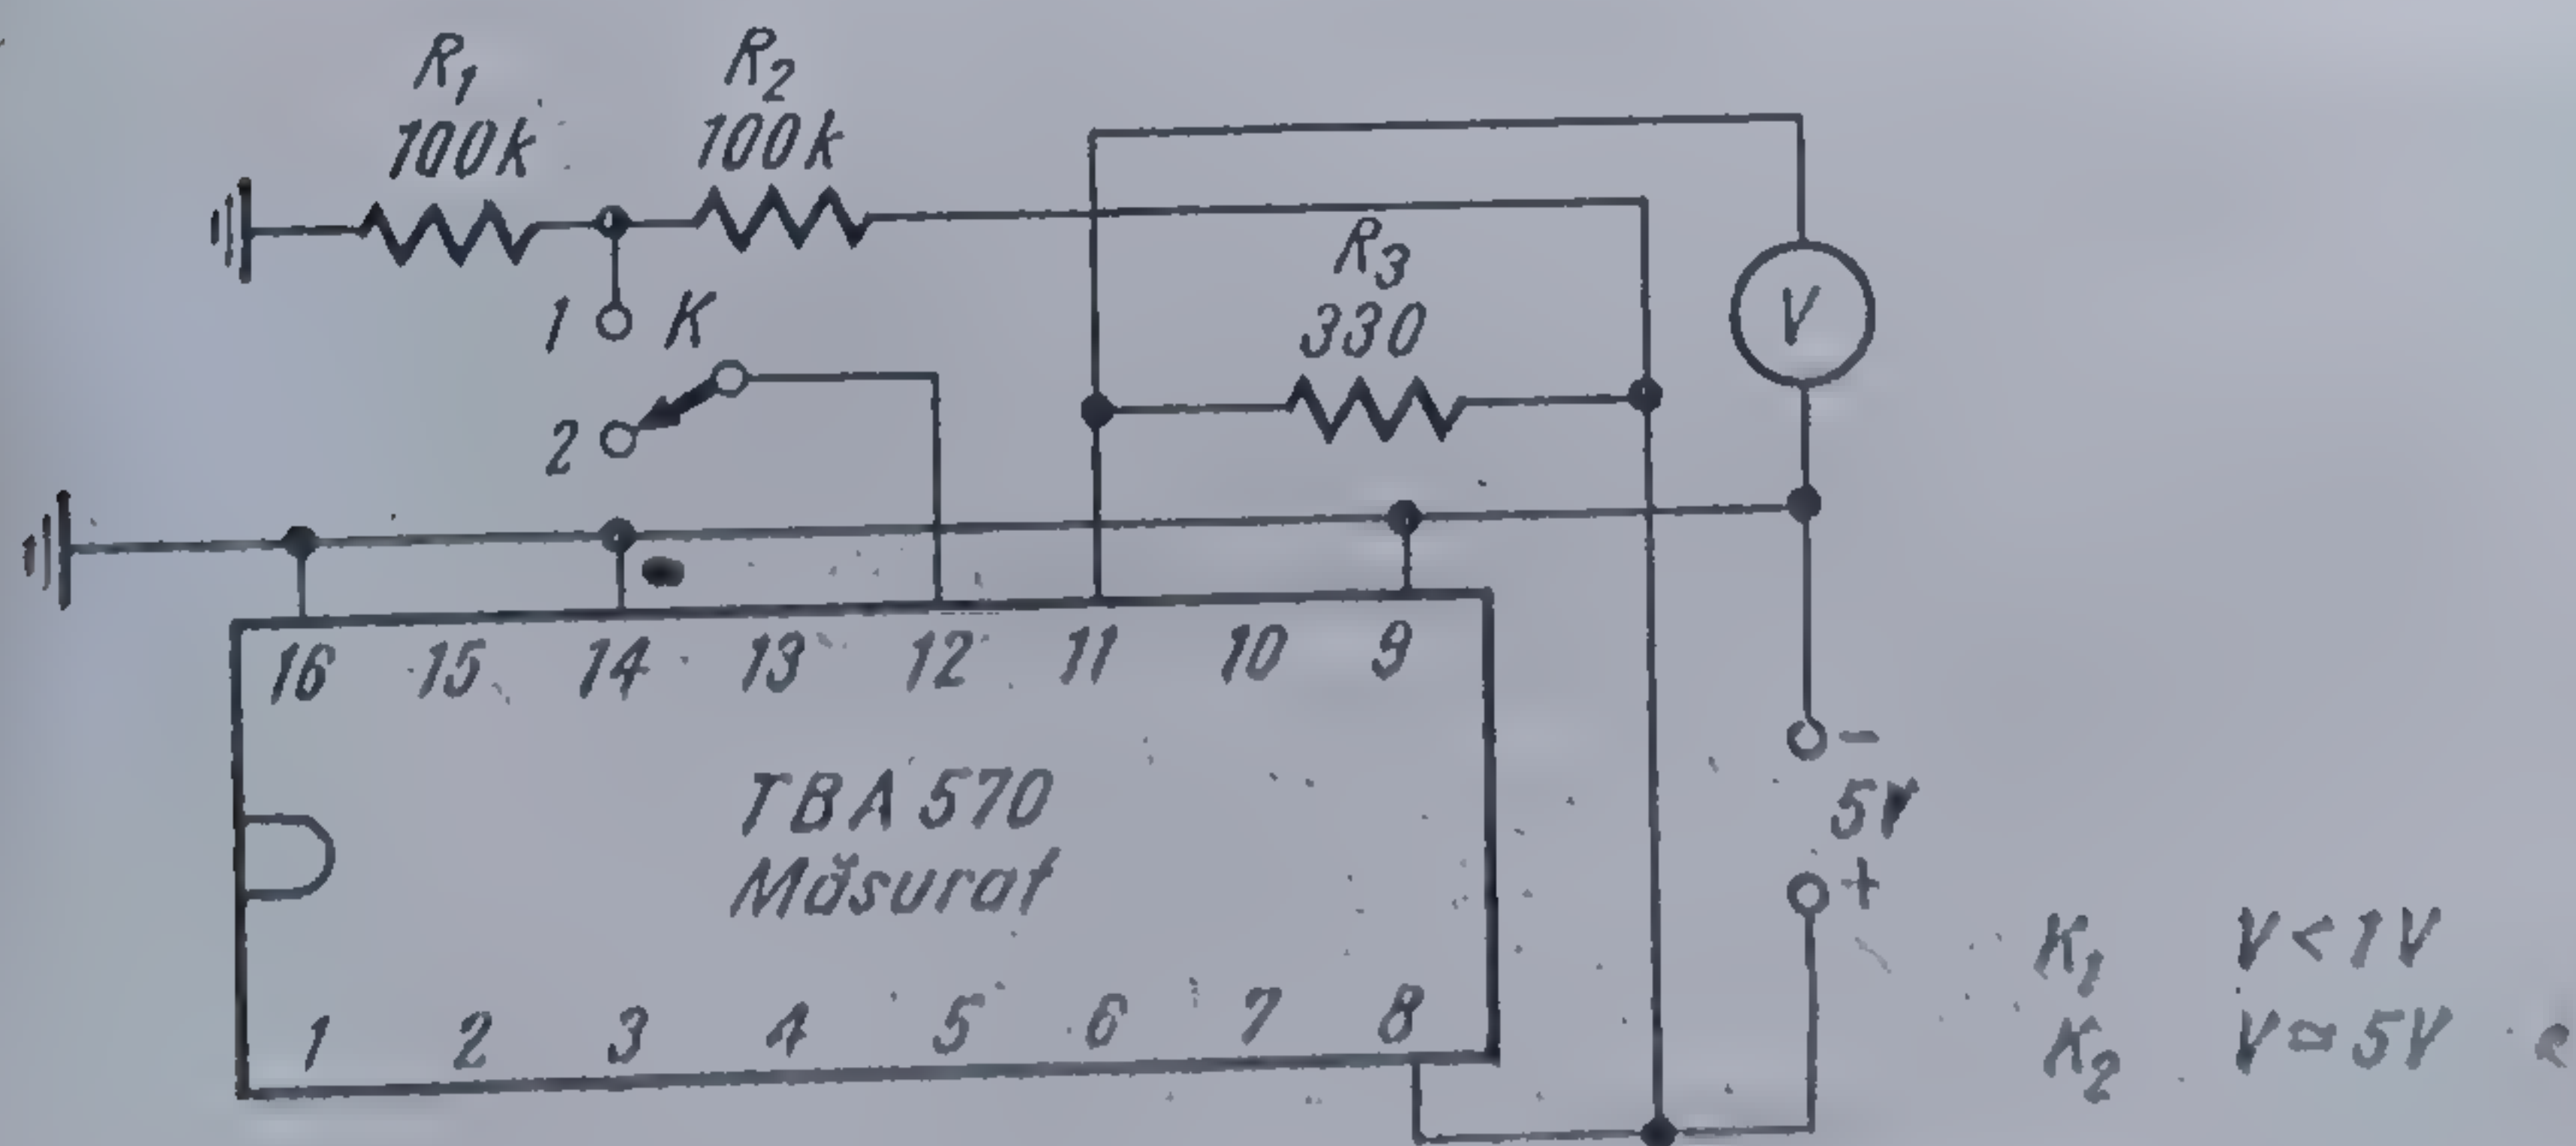 R1 R2
100k 100k
R3
330
1 K
2
V
16 15 14 13 12 11 10 9
TBA 570
Măsurat
1 2 3 4 5 6 7 8
-
5V
+
K1 V < 1V
K2 V ≈ 5V